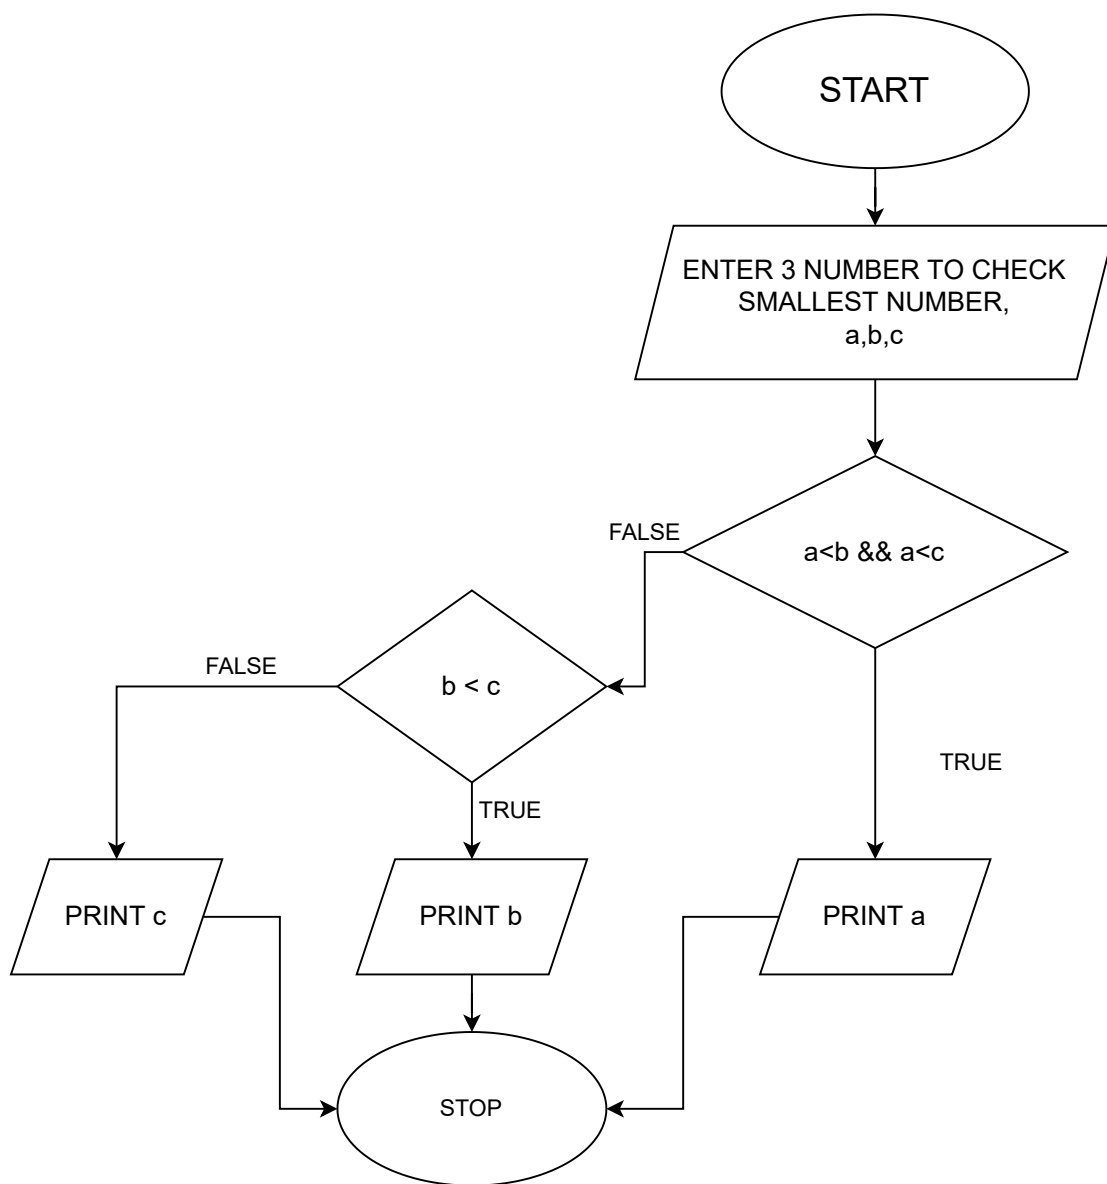 START
ENTER 3 NUMBER TO CHECK
SMALLEST NUMBER,
a,b,c
FALSE
a<b && a<c
FALSE
b < c
TRUE
TRUE
PRINT c
PRINT b
PRINT a
STOP